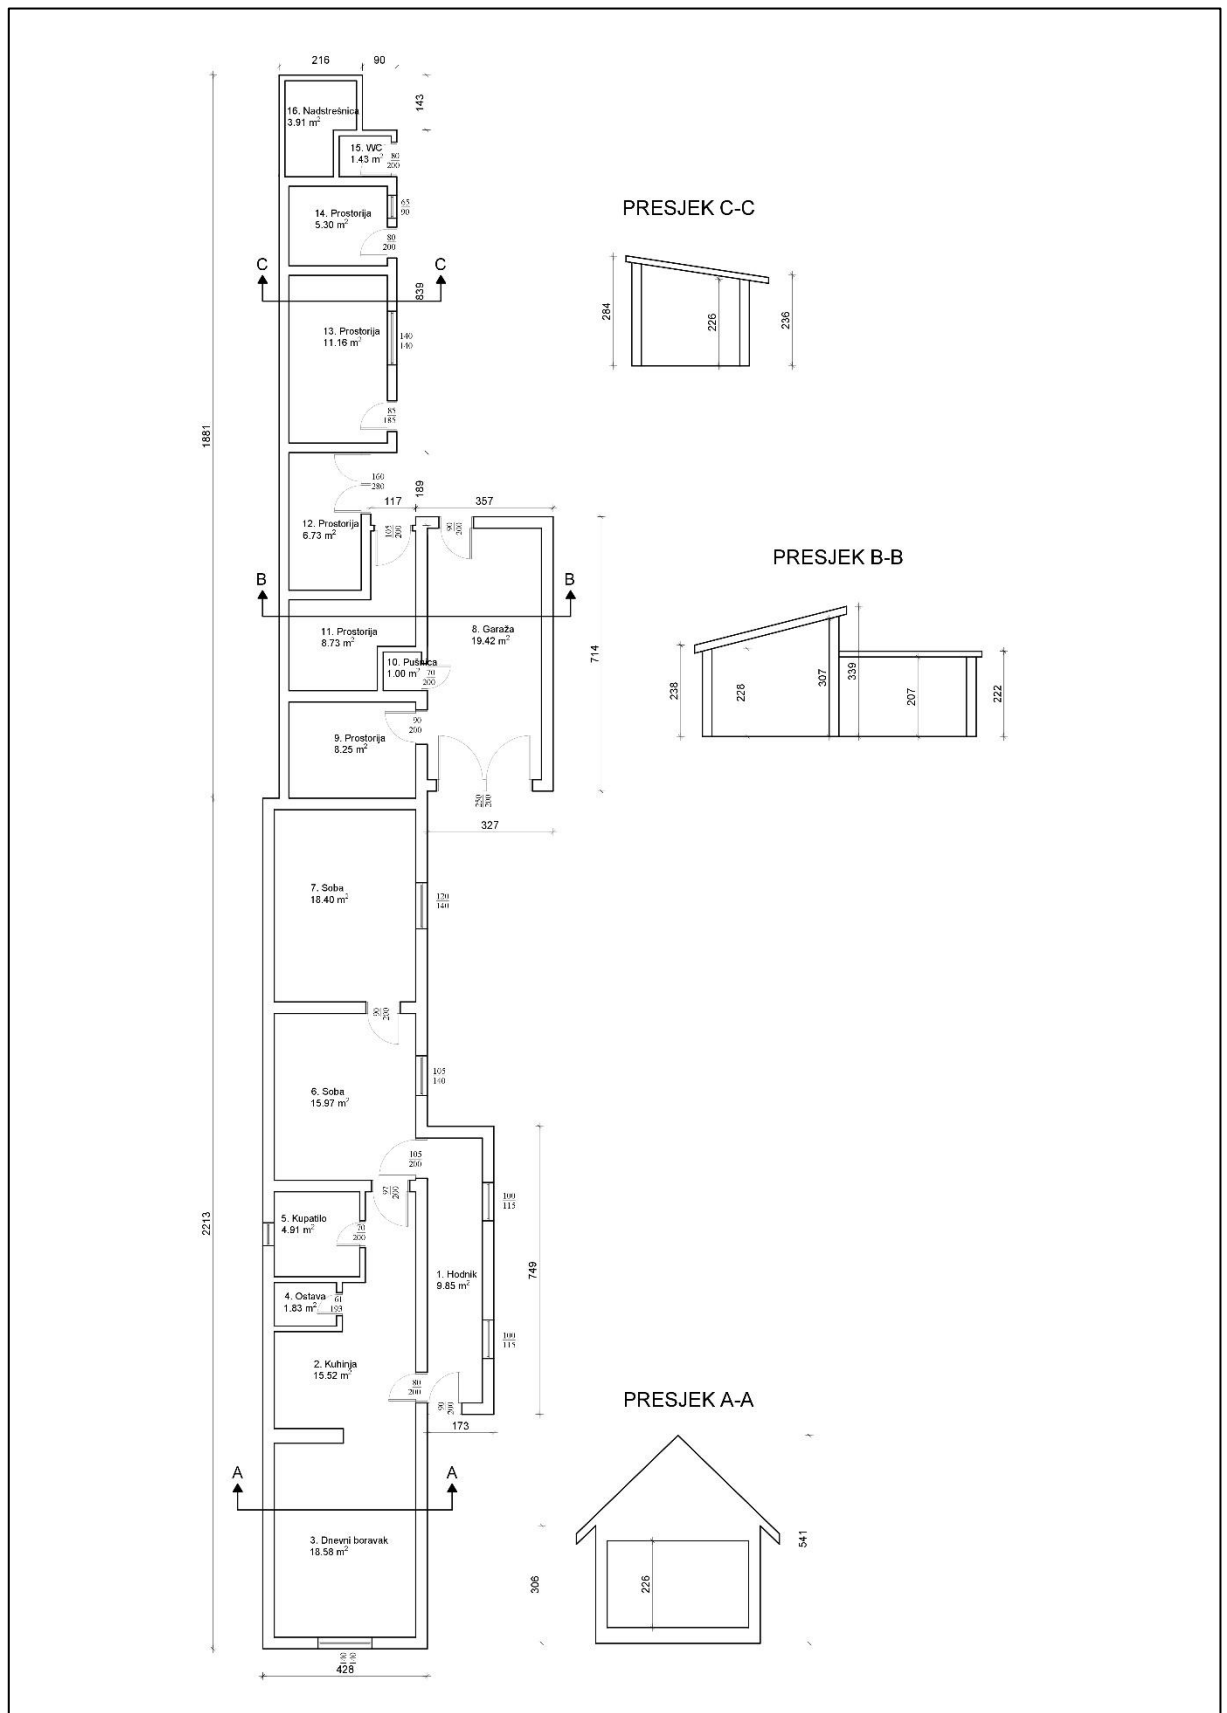 216
90
143
16. Nadstrešnica
3.91 m²
15. WC
1.43 m²
80
200
14. Prostorija
5.30 m²
65
90
80
200
PRESJEK C-C
C
C
839
284
226
236
13. Prostorija
11.16 m²
140
140
85
185
1881
160
280
189
117
357
12. Prostorija
6.73 m²
105
200
90
200
PRESJEK B-B
B
B
11. Prostorija
8.73 m²
8. Garaža
19.42 m²
714
10. Pušnica
1.00 m²
70
200
238
228
307
339
207
222
90
200
9. Prostorija
8.25 m²
250
200
327
7. Soba
18.40 m²
120
140
90
200
105
140
6. Soba
15.97 m²
105
200
97
200
100
115
5. Kupatilo
4.91 m²
70
200
2213
749
1. Hodnik
9.85 m²
4. Ostava
1.83 m²
61
193
100
115
2. Kuhinja
15.52 m²
80
200
90
200
173
PRESJEK A-A
A
A
541
3. Dnevni boravak
18.58 m²
306
226
140
140
428